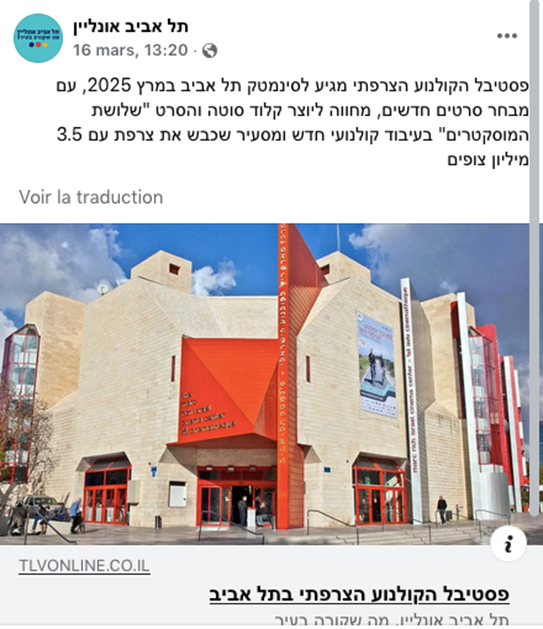 תל אביב אונליין
16 mars, 13:20 ·
פסטיבל הקולנוע הצרפתי מגיע לסינמטק תל אביב במרץ 2025, עם
מבחר סרטים חדשים, מחווה ליוצר קלוד סוטה והסרט "שלושת
המוסקטרים" בעיבוד קולנועי חדש ומסעיר שכבש את צרפת עם 3.5
מיליון צופים
Voir la traduction
marc rich israel cinema center - tel aviv cinematheque
TLVONLINE.CO.IL
פסטיבל הקולנוע הצרפתי בתל אביב
תל אביב אונליין, מה שקורה בעיר